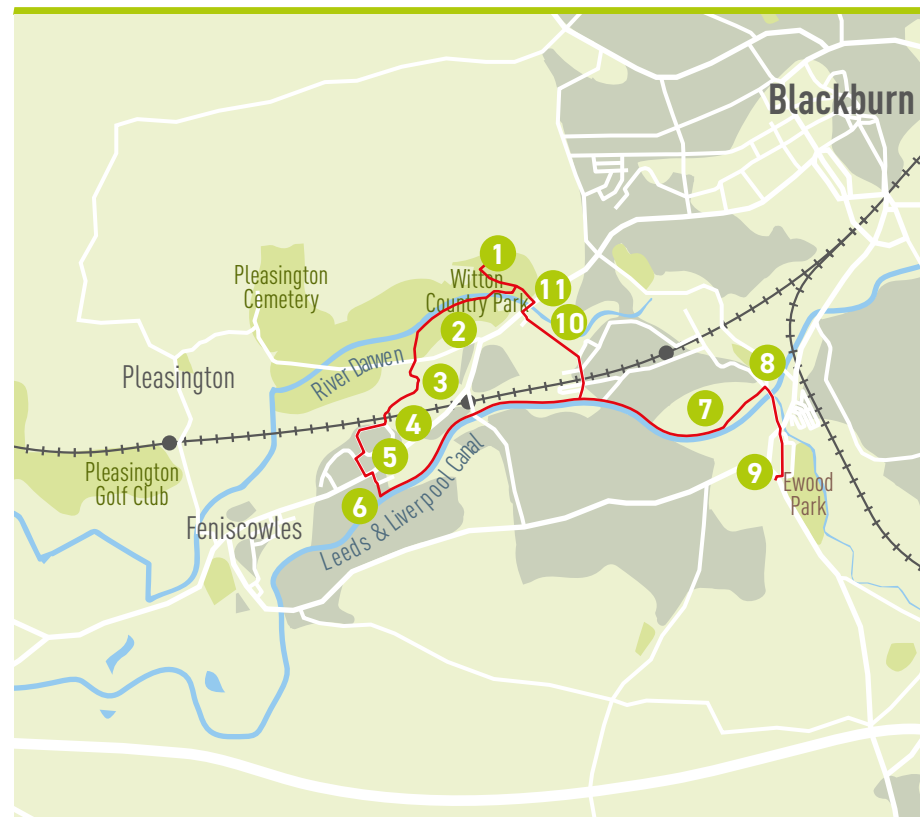 Blackburn
1
Witton
Country Park
11
Pleasington
Cemetery
2
10
River Darwen
8
Pleasington
3
7
4
5
Pleasington
Golf Club
9
Ewood
Park
6
Leeds & Liverpool Canal
Feniscowles